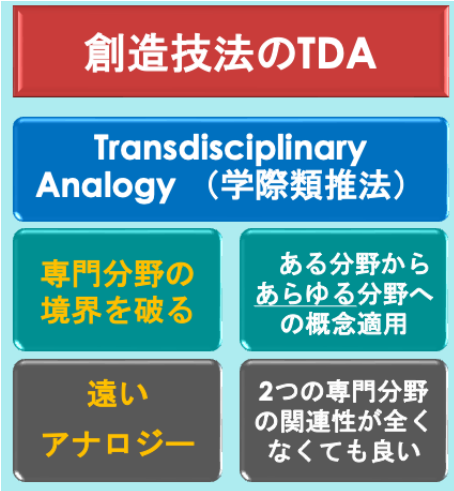 創造技法のTDA
Transdisciplinary
Analogy （学際類推法）
専門分野の
境界を破る
ある分野から
あらゆる分野へ
の概念適用
遠い
アナロジー
2つの専門分野
の関連性が全く
なくても良い